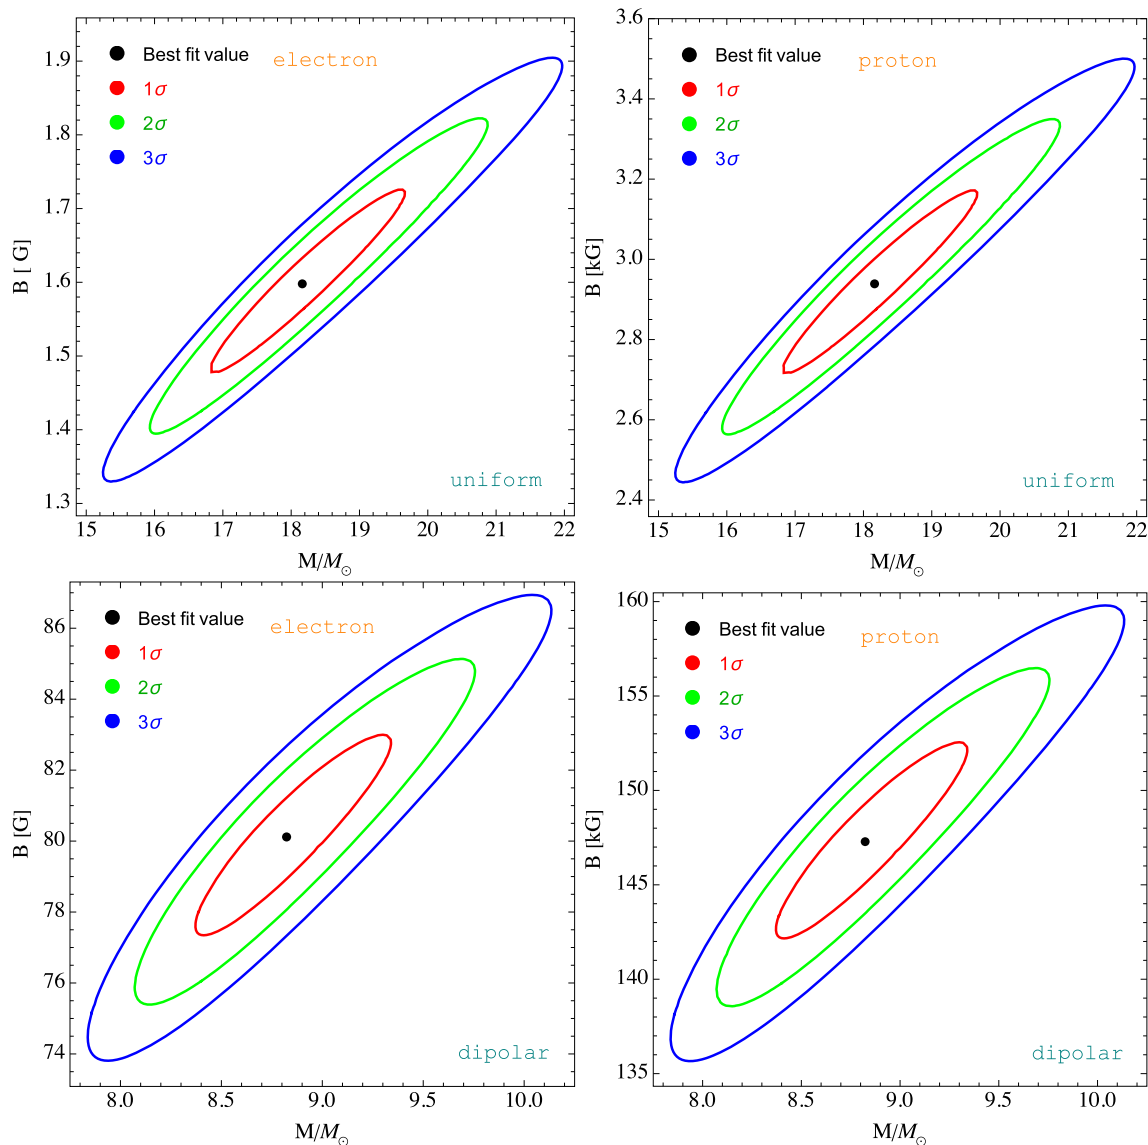 Best fit value
electron
1σ
2σ
3σ
uniform
1.9
1.8
1.7
1.6
1.5
1.4
1.3
B [ G]
15 16 17 18 19 20 21 22
M/M☉
Best fit value
proton
1σ
2σ
3σ
uniform
3.6
3.4
3.2
3.0
2.8
2.6
2.4
B [kG]
15 16 17 18 19 20 21 22
M/M☉
Best fit value
electron
1σ
2σ
3σ
dipolar
86
84
82
80
78
76
74
B [G]
8.0 8.5 9.0 9.5 10.0
M/M☉
Best fit value
proton
1σ
2σ
3σ
dipolar
160
155
150
145
140
135
B [kG]
8.0 8.5 9.0 9.5 10.0
M/M☉